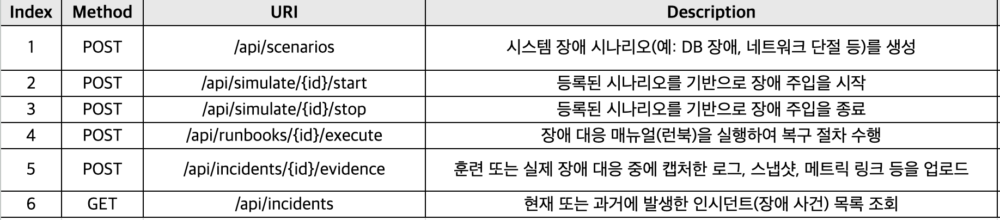 Index Method URI Description
1 POST /api/scenarios 시스템 장애 시나리오(예: DB 장애, 네트워크 단절 등)를 생성
2 POST /api/simulate/{id}/start 등록된 시나리오를 기반으로 장애 주입을 시작
3 POST /api/simulate/{id}/stop 등록된 시나리오를 기반으로 장애 주입을 종료
4 POST /api/runbooks/{id}/execute 장애 대응 매뉴얼(런북)을 실행하여 복구 절차 수행
5 POST /api/incidents/{id}/evidence 훈련 또는 실제 장애 대응 중에 캡처한 로그, 스냅샷, 메트릭 링크 등을 업로드
6 GET /api/incidents 현재 또는 과거에 발생한 인시던트(장애 사건) 목록 조회